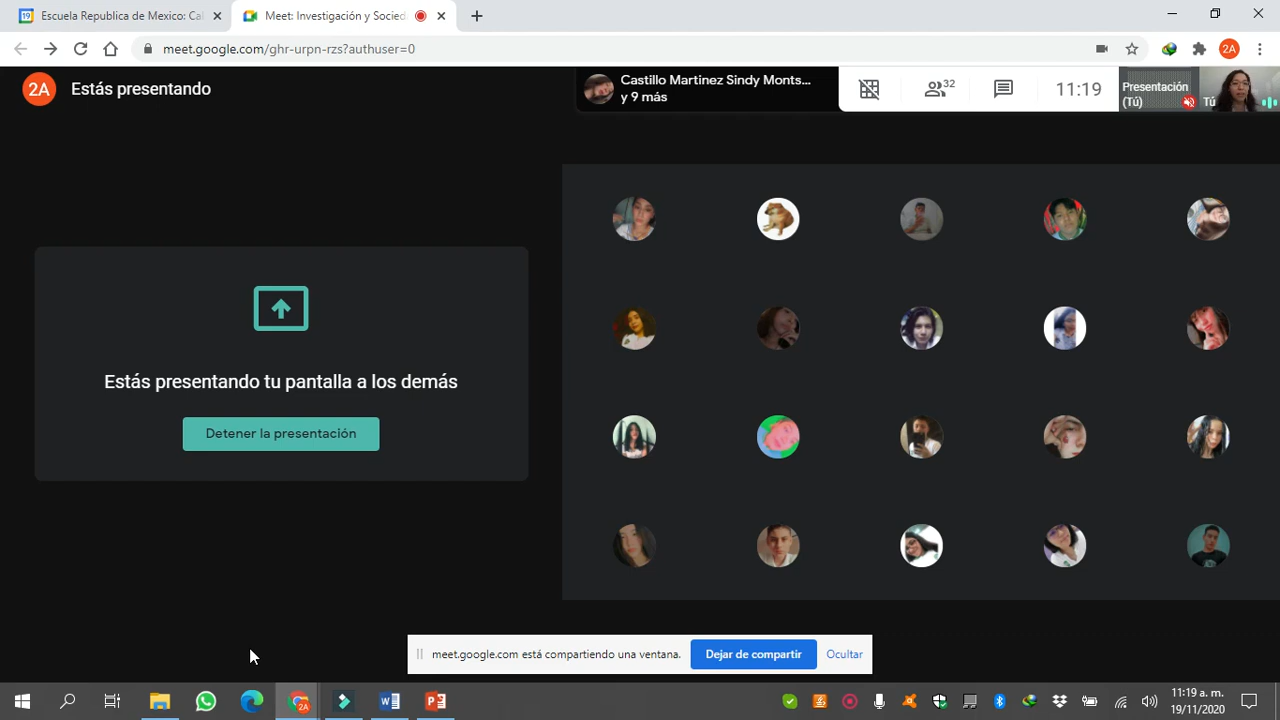 Escuela Republica de Mexico: Cal
Meet: Investigación y Socied
meet.google.com/ghr-urpn-rzs?authuser=0
2A
2A
Estás presentando
Castillo Martinez Sindy Monts...
y 9 más
32
11:19
Presentación
(Tú)
Tú
Estás presentando tu pantalla a los demás
Detener la presentación
meet.google.com está compartiendo una ventana.
Dejar de compartir
Ocultar
11:19 a. m.
19/11/2020